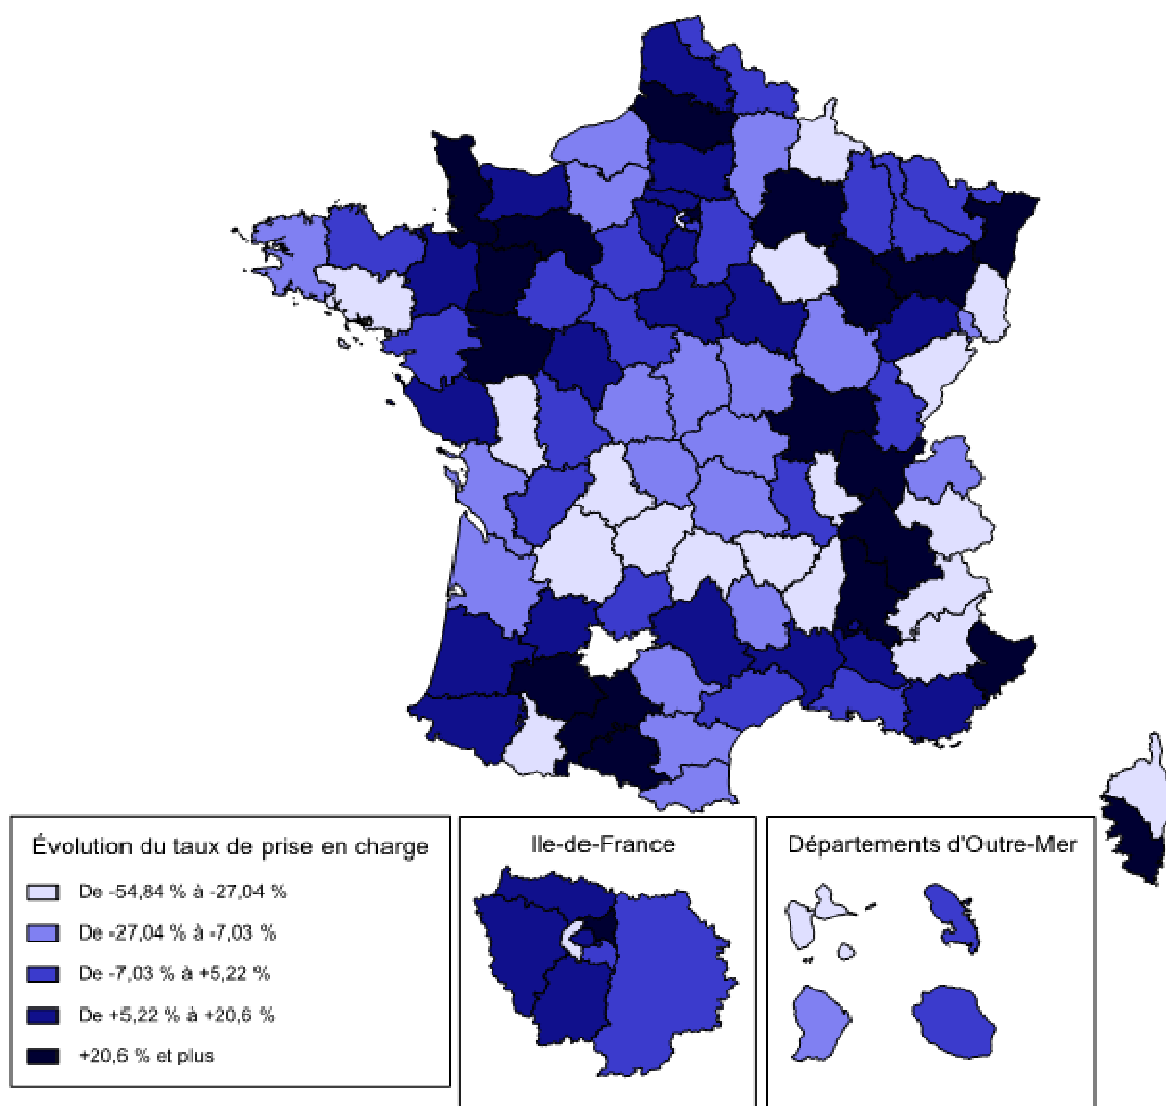 Évolution du taux de prise en charge
De -54,84 % à -27,04 %
De -27,04 % à -7,03 %
De -7,03 % à +5,22 %
De +5,22 % à +20,6 %
+20,6 % et plus
Ile-de-France
Départements d'Outre-Mer